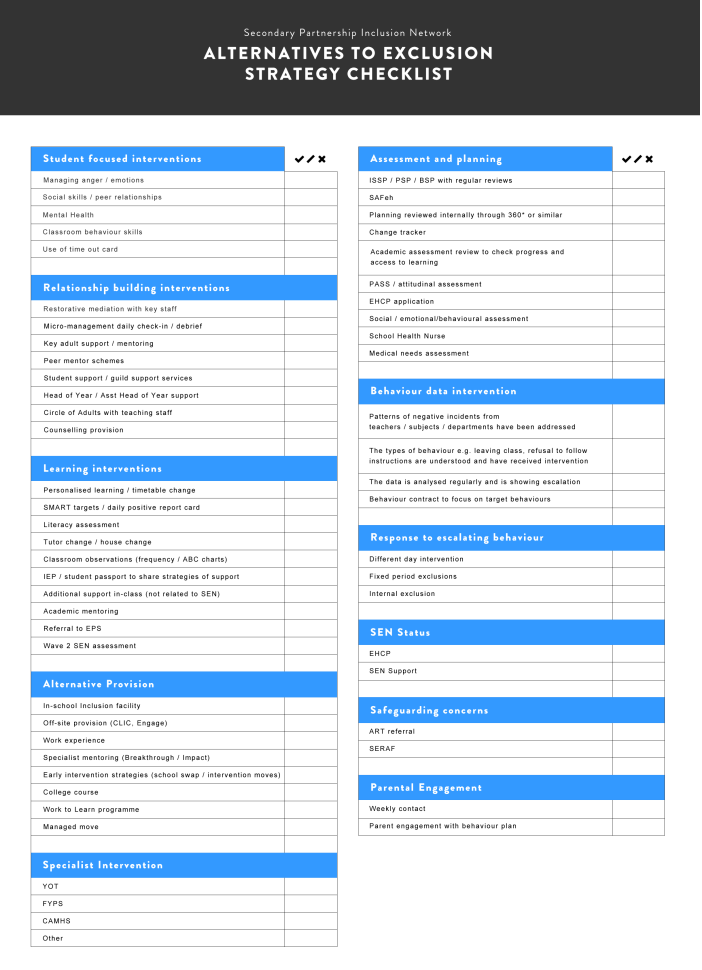 Secondary Partnership Inclusion Network
ALTERNATIVES TO EXCLUSION
STRATEGY CHECKLIST
Student focused interventions ✔ / ✖
Managing anger / emotions
Social skills / peer relationships
Mental Health
Classroom behaviour skills
Use of time out card
Relationship building interventions
Restorative mediation with key staff
Micro-management daily check-in / debrief
Key adult support / mentoring
Peer mentor schemes
Student support / guild support services
Head of Year / Asst Head of Year support
Circle of Adults with teaching staff
Counselling provision
Learning interventions
Personalised learning / timetable change
SMART targets / daily positive report card
Literacy assessment
Tutor change / house change
Classroom observations (frequency / ABC charts)
IEP / student passport to share strategies of support
Additional support in-class (not related to SEN)
Academic mentoring
Referral to EPS
Wave 2 SEN assessment
Alternative Provision
In-school Inclusion facility
Off-site provision (CLIC, Engage)
Work experience
Specialist mentoring (Breakthrough / Impact)
Early intervention strategies (school swap / intervention moves)
College course
Work to Learn programme
Managed move
Specialist Intervention
YOT
FYPS
CAMHS
Other
Assessment and planning ✔ / ✖
ISSP / PSP / BSP with regular reviews
SAFeh
Planning reviewed internally through 360° or similar
Change tracker
Academic assessment review to check progress and
access to learning
PASS / attitudinal assessment
EHCP application
Social / emotional/behavioural assessment
School Health Nurse
Medical needs assessment
Behaviour data intervention
Patterns of negative incidents from
teachers / subjects / departments have been addressed
The types of behaviour e.g. leaving class, refusal to follow
instructions are understood and have received intervention
The data is analysed regularly and is showing escalation
Behaviour contract to focus on target behaviours
Response to escalating behaviour
Different day intervention
Fixed period exclusions
Internal exclusion
SEN Status
EHCP
SEN Support
Safeguarding concerns
ART referral
SERAF
Parental Engagement
Weekly contact
Parent engagement with behaviour plan